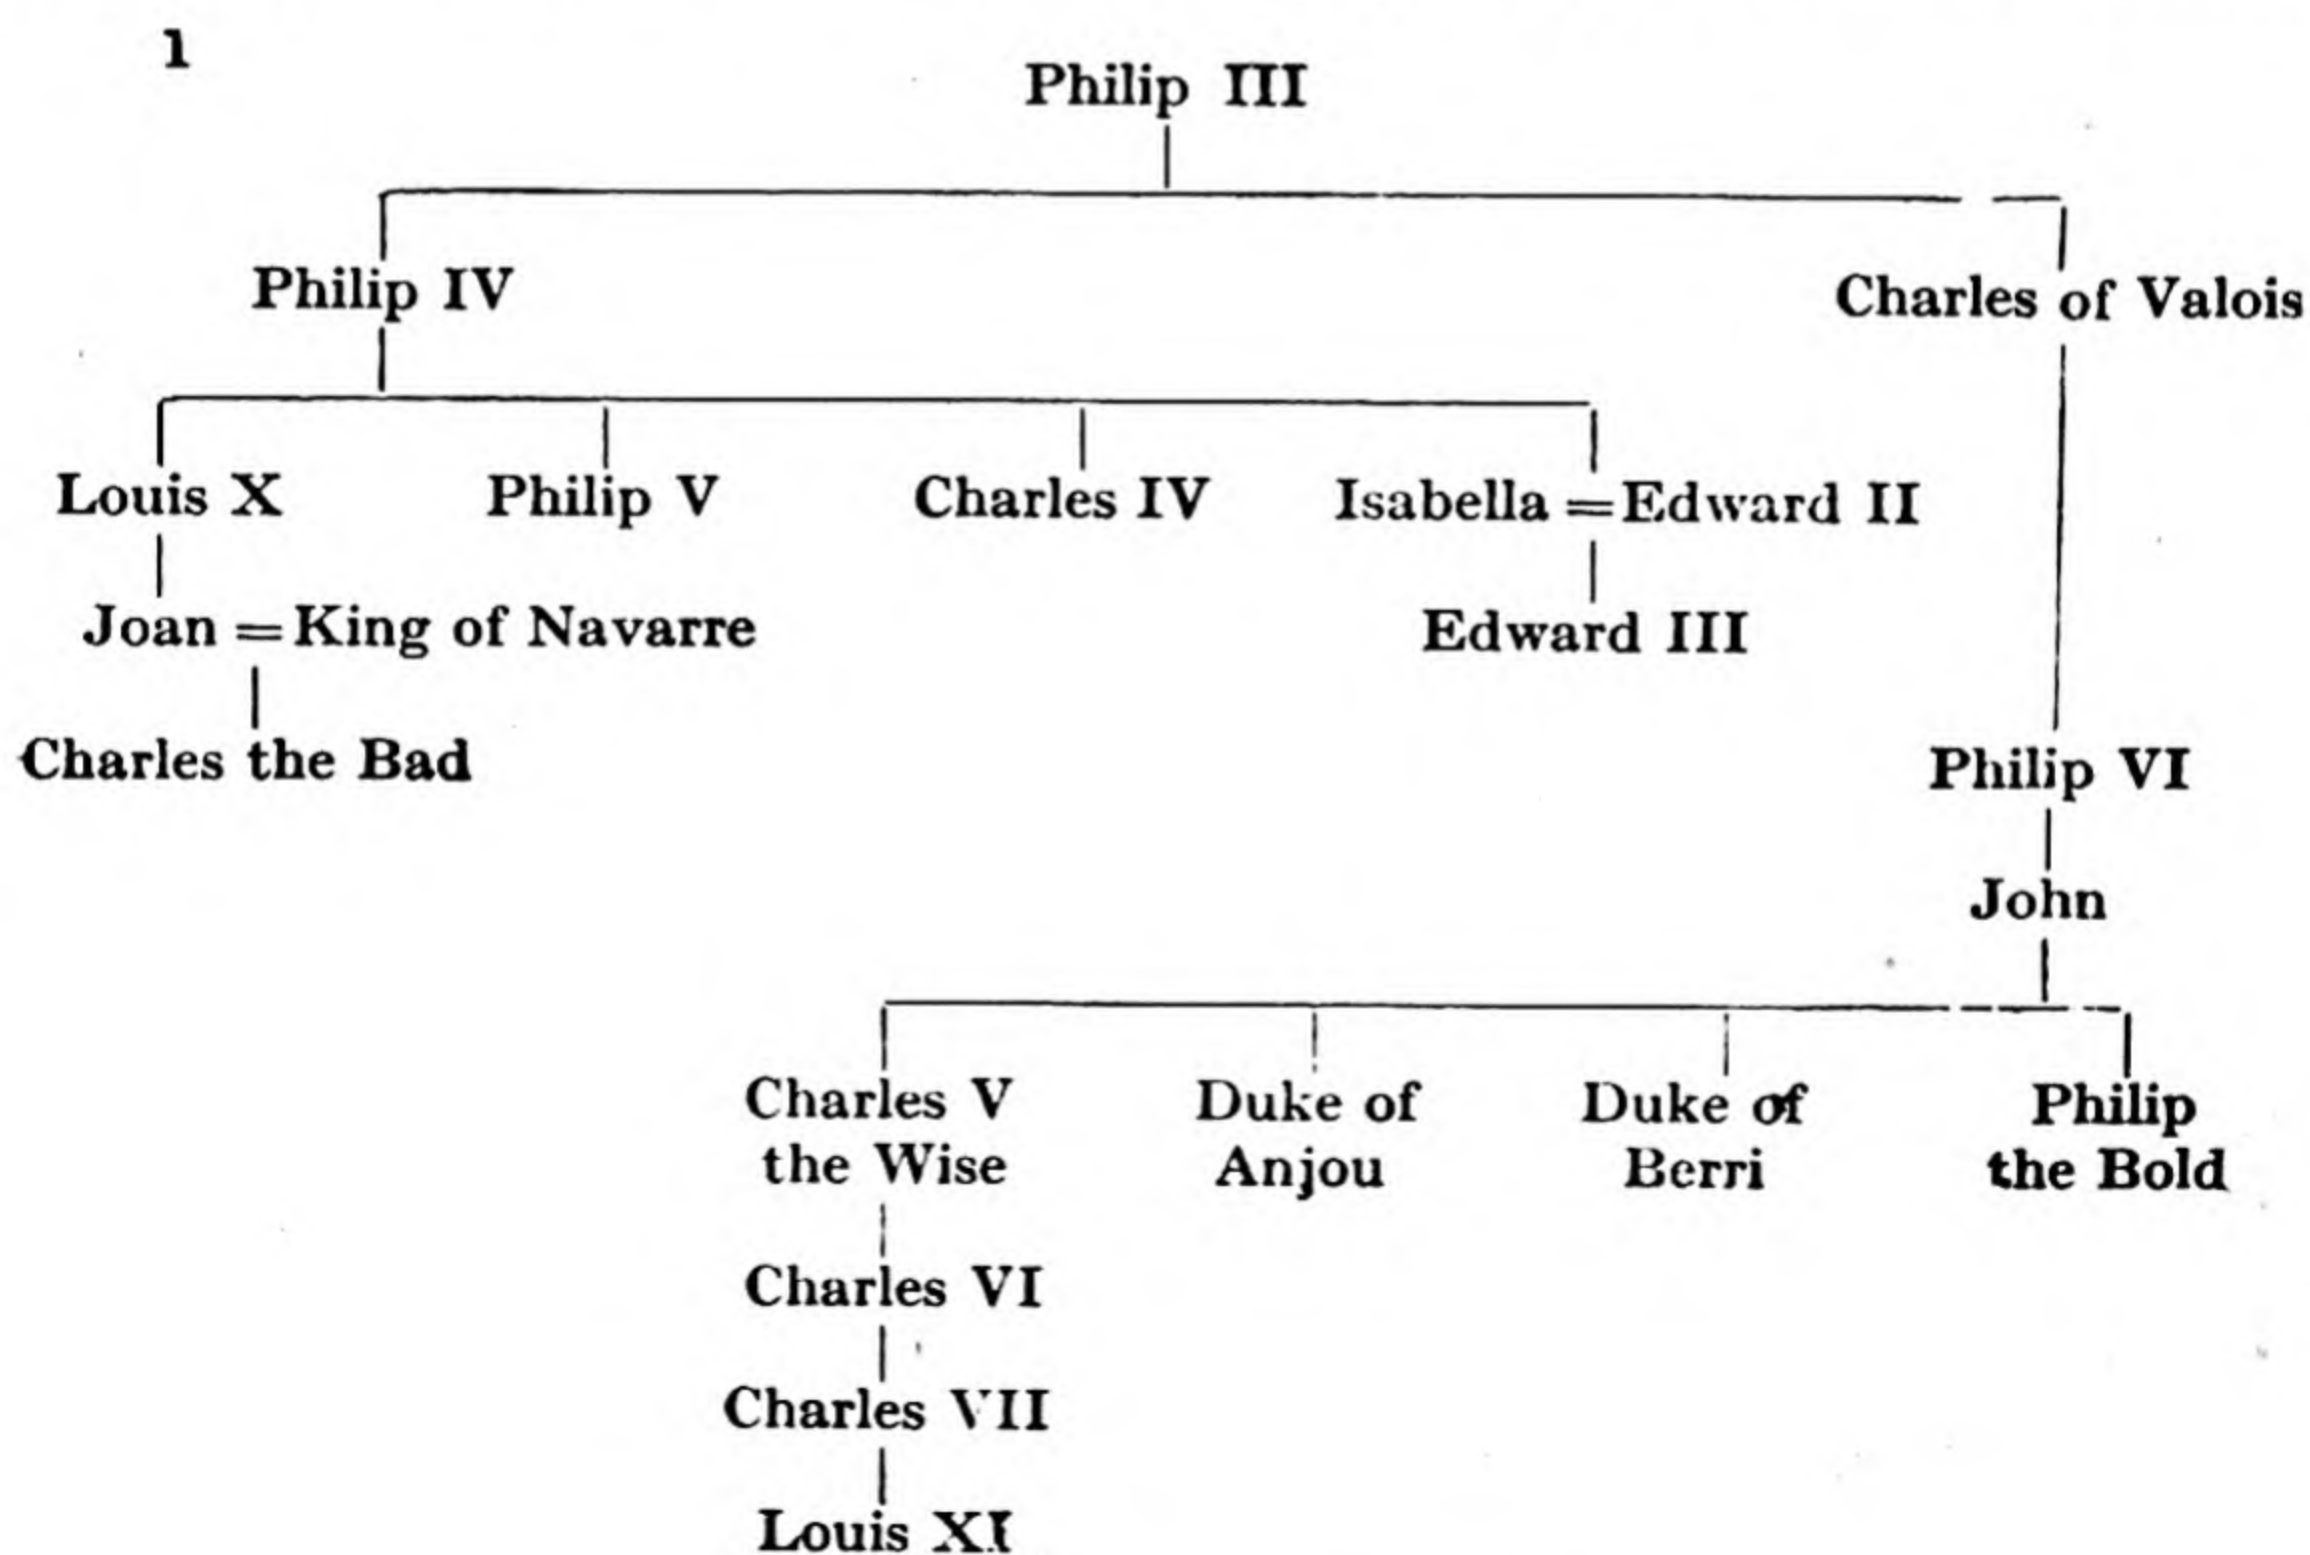 1
Philip III
Philip IV
Charles of Valois
Louis X
Philip V
Charles IV
Isabella = Edward II
Joan = King of Navarre
Edward III
Charles the Bad
Philip VI
John
Charles V
the Wise
Duke of
Anjou
Duke of
Berri
Philip
the Bold
Charles VI
Charles VII
Louis XI